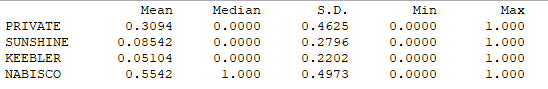 Mean Median S.D. Min Max
PRIVATE 0.3094 0.0000 0.4625 0.0000 1.000
SUNSHINE 0.08542 0.0000 0.2796 0.0000 1.000
KEEBLER 0.05104 0.0000 0.2202 0.0000 1.000
NABISCO 0.5542 1.000 0.4973 0.0000 1.000